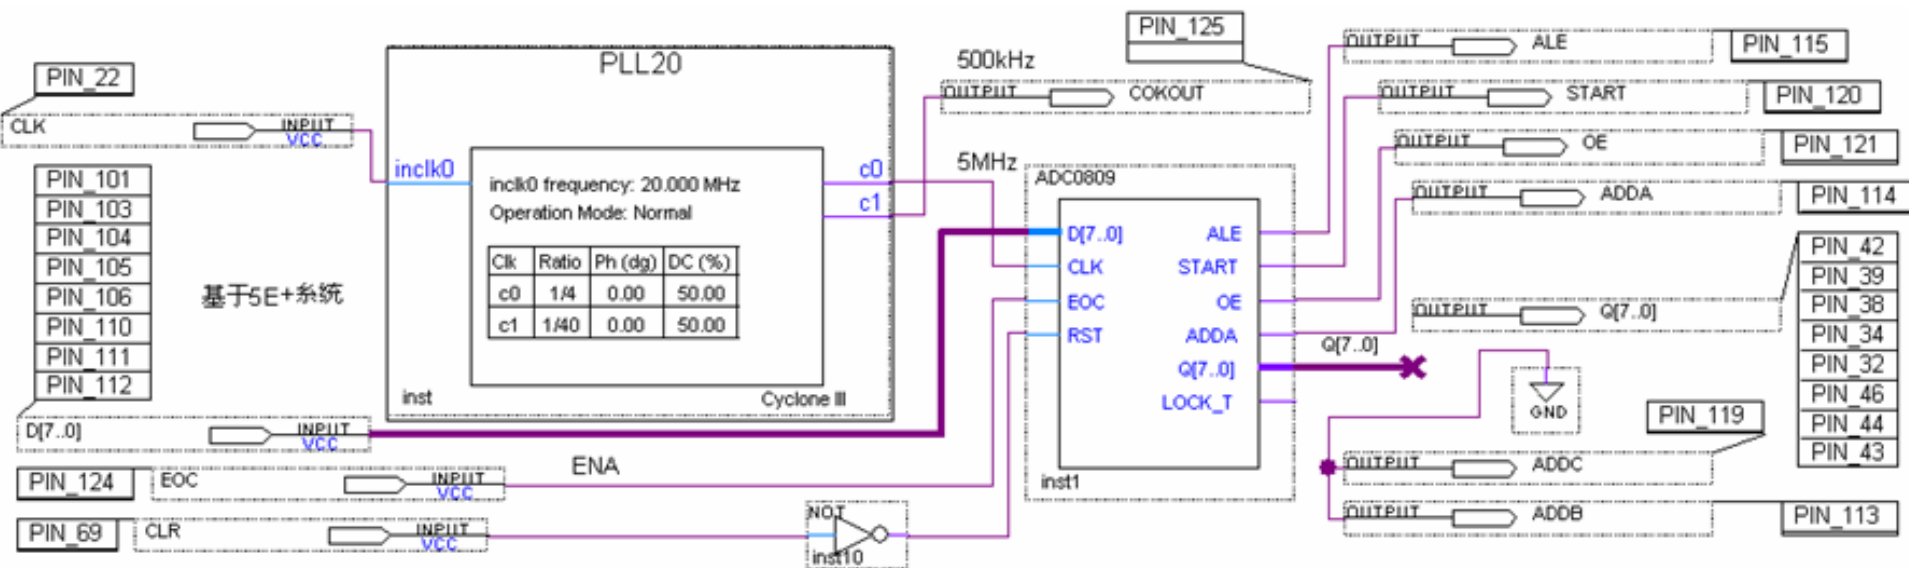 PIN_22
CLK
INPUT
VCC
PIN_101
PIN_103
PIN_104
PIN_105
PIN_106
PIN_110
PIN_111
PIN_112
D[7..0]
INPUT
VCC
基于5E+系统
PIN_124
EOC
INPUT
VCC
ENA
PIN_69
CLR
INPUT
VCC
NOT
inst10
PLL20
inclk0
c0
c1
inclk0 frequency: 20.000 MHz
Operation Mode: Normal
Clk Ratio Ph (dg) DC (%)
c0 1/4 0.00 50.00
c1 1/40 0.00 50.00
inst
Cyclone III
500kHz
PIN_125
OUTPUT
COKOUT
5MHz
ADC0809
D[7..0] ALE
CLK START
EOC OE
RST ADDA
Q[7..0]
LOCK_T
inst1
Q[7..0]
OUTPUT ALE PIN_115
OUTPUT START PIN_120
OUTPUT OE PIN_121
OUTPUT ADDA PIN_114
OUTPUT Q[7..0]
PIN_42
PIN_39
PIN_38
PIN_34
PIN_32
PIN_46
PIN_44
PIN_43
GND
PIN_119
OUTPUT ADDC
OUTPUT ADDB PIN_113